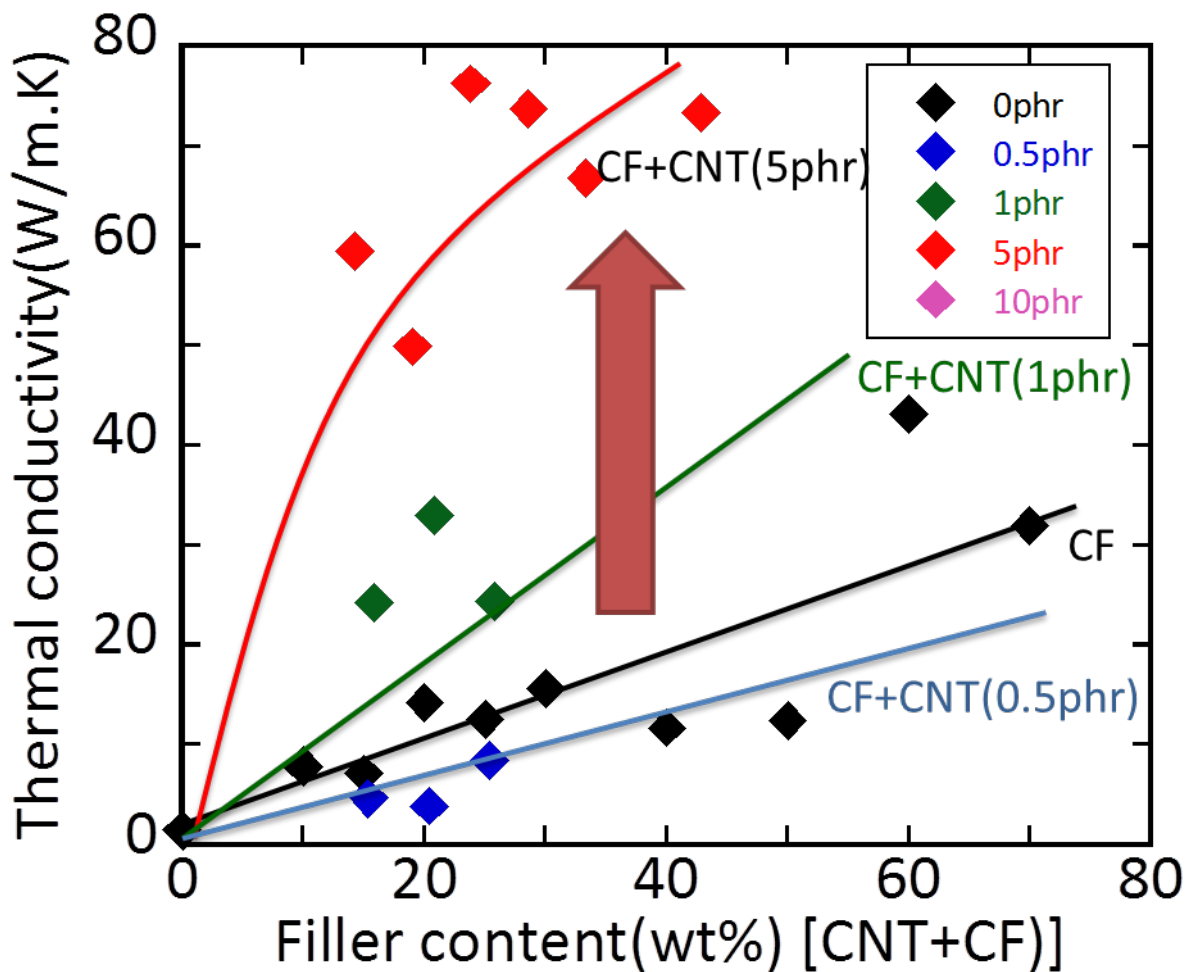 Thermal conductivity(W/m.K)
80
60
40
20
0
0phr
0.5phr
1phr
5phr
10phr
CF+CNT(5phr)
CF+CNT(1phr)
CF
CF+CNT(0.5phr)
0 20 40 60 80
Filler content(wt%) [CNT+CF)]